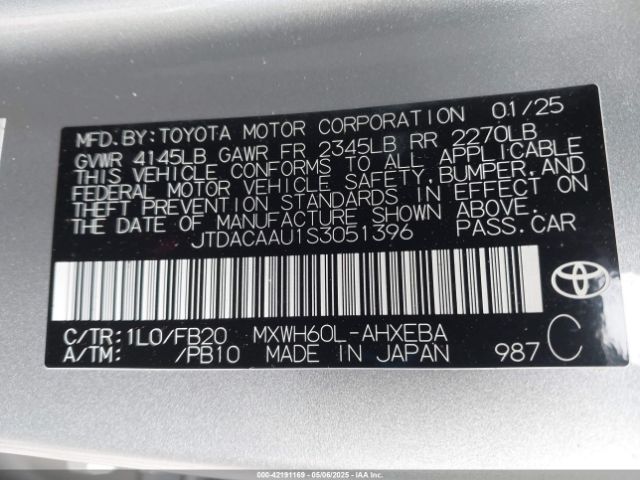 MFD. BY: TOYOTA MOTOR CORPORATION 01/25
GVWR 4145LB GAWR FR 2345LB RR 2270LB
THIS VEHICLE CONFORMS TO ALL APPLICABLE
FEDERAL MOTOR VEHICLE SAFETY, BUMPER, AND
THEFT PREVENTION STANDARDS IN EFFECT ON
THE DATE OF MANUFACTURE SHOWN ABOVE.
JTDACAAU1S3051396 PASS. CAR
TOYOTA
C/TR: 1L0/FB20 MXWH60L-AHXEBA
A/TM: /PB10 MADE IN JAPAN 987 C
000-42191169 - 05/06/2025 - IAAI.COM